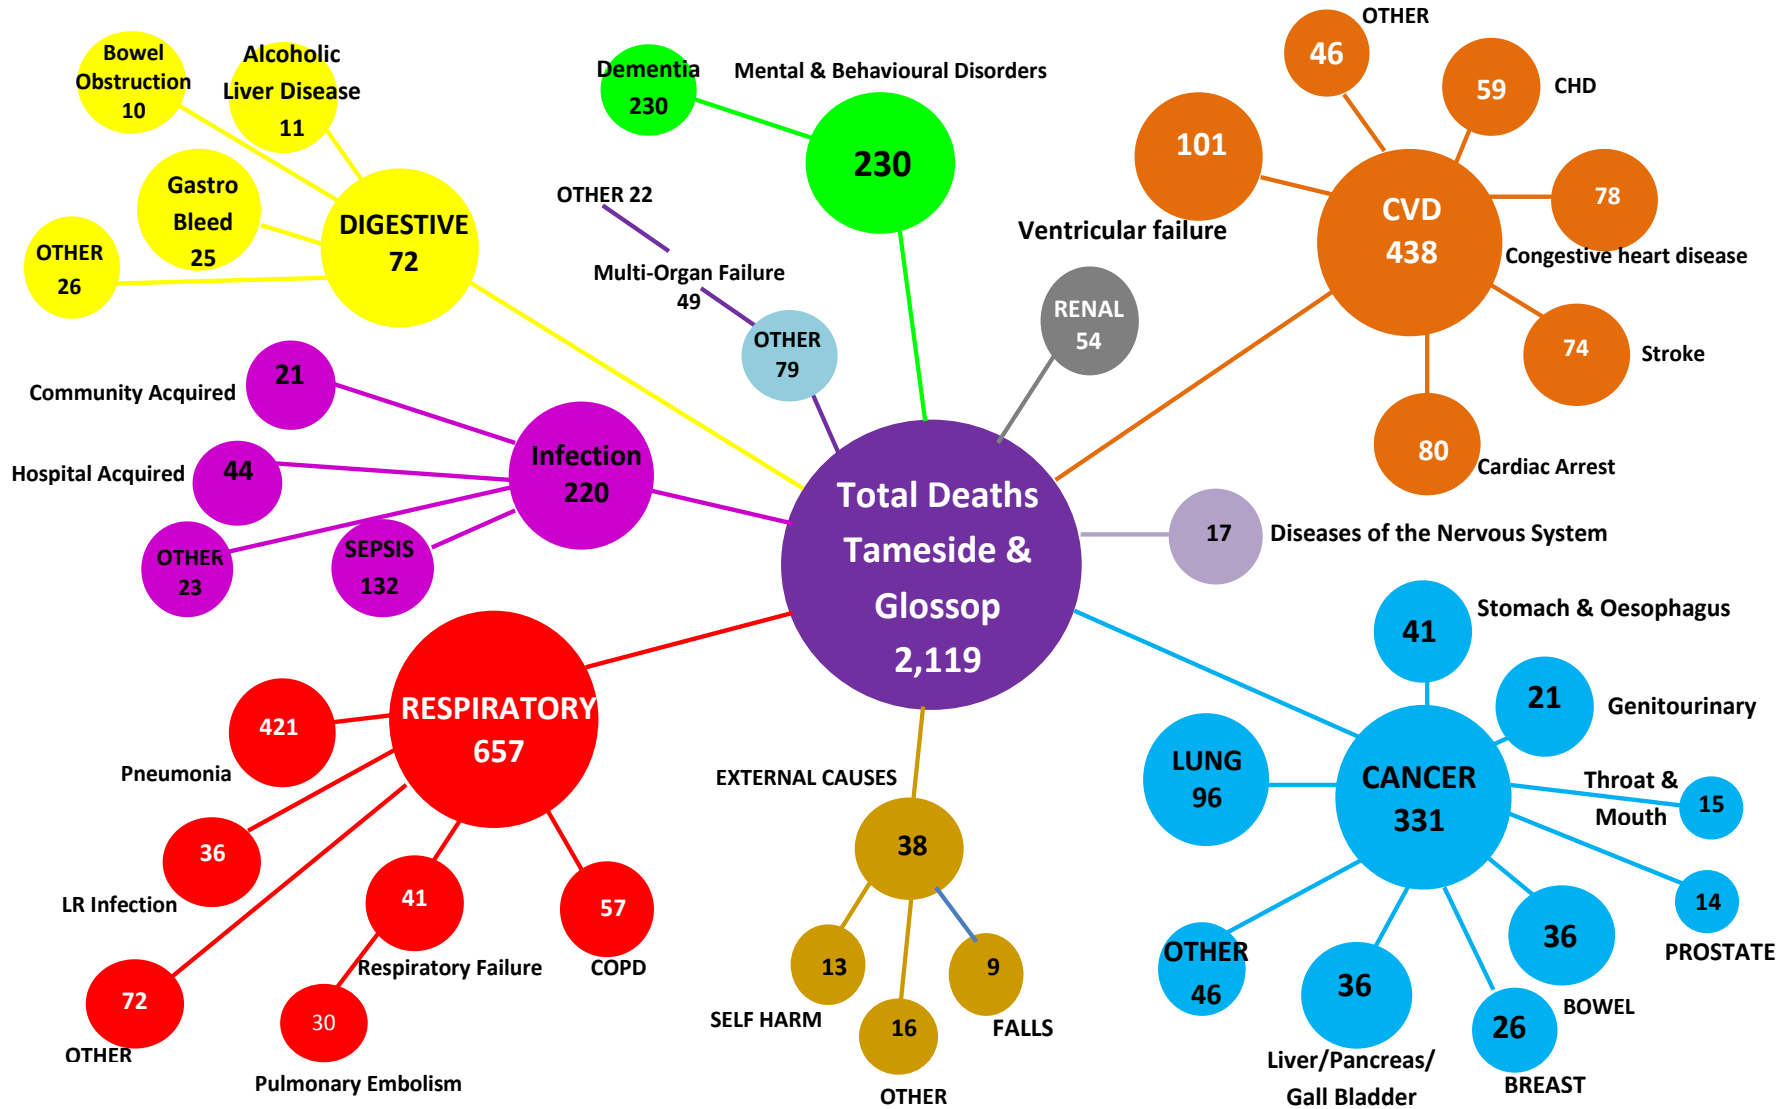 Bowel
Obstruction
10
Alcoholic
Liver Disease
11
Gastro
Bleed
25
OTHER
26
DIGESTIVE
72
Dementia
230
Mental & Behavioural Disorders
230
OTHER 22
Multi-Organ Failure
49
OTHER
79
RENAL
54
OTHER
46
59
CHD
101
Ventricular failure
CVD
438
78
Congestive heart disease
74
Stroke
80
Cardiac Arrest
Community Acquired
21
Hospital Acquired
44
OTHER
23
SEPSIS
132
Infection
220
Total Deaths
Tameside &
Glossop
2,119
17
Diseases of the Nervous System
RESPIRATORY
657
421
Pneumonia
36
LR Infection
72
OTHER
41
Respiratory Failure
30
Pulmonary Embolism
57
COPD
EXTERNAL CAUSES
38
13
SELF HARM
16
OTHER
9
FALLS
41
Stomach & Oesophagus
21
Genitourinary
LUNG
96
CANCER
331
Throat &
Mouth
15
14
PROSTATE
36
BOWEL
26
BREAST
36
Liver/Pancreas/
Gall Bladder
OTHER
46